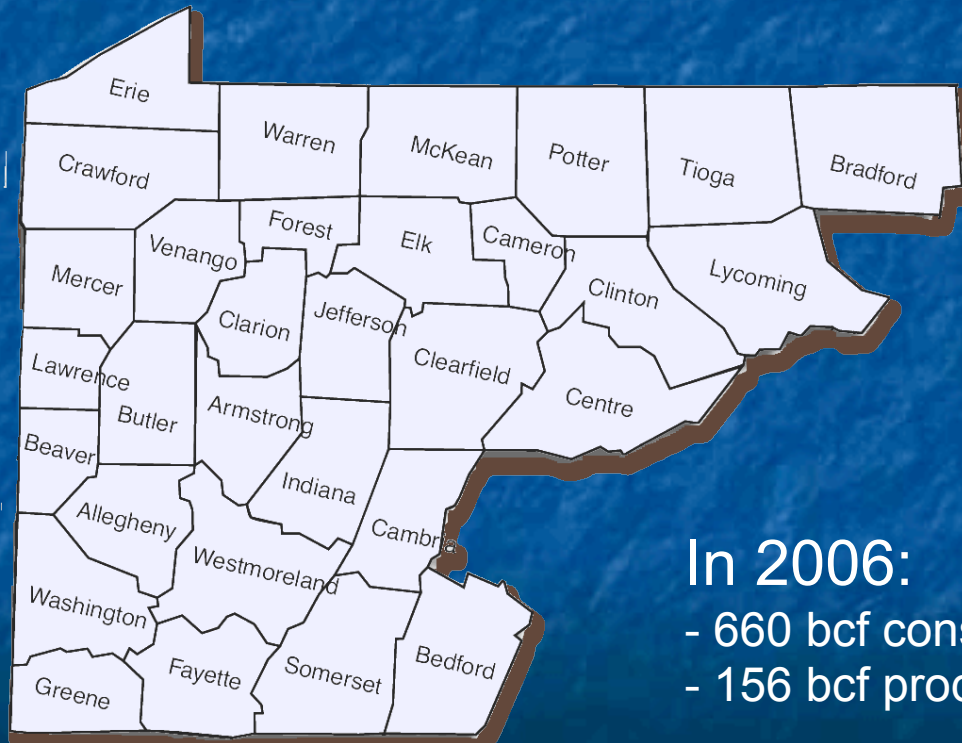 Erie
Warren
McKean
Potter
Tioga
Bradford
Crawford
Forest
Elk
Cameron
Venango
Mercer
Clinton
Lycoming
Clarion
Jefferson
Clearfield
Lawrence
Butler
Armstrong
Centre
Beaver
Indiana
Allegheny
Cambria
Westmoreland
Washington
Fayette
Somerset
Bedford
Greene
In 2006:
- 660 bcf cons
- 156 bcf prod